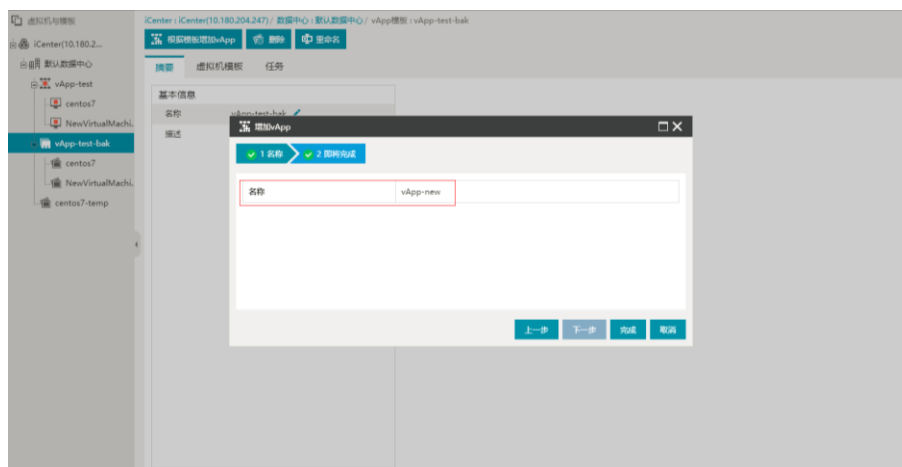 虚拟机与模板
iCenter : iCenter(10.180.204.247) / 数据中心 : 默认数据中心 / vApp模板 : vApp-test-bak
iCenter(10.180.2...
根据模板增加vApp 删除 重命名
默认数据中心
摘要 虚拟机模板 任务
vApp-test
基本信息
centos7
名称 vApp-test-bak
NewVirtualMachi.
描述
增加vApp
vApp-test-bak
1 名称 2 即将完成
centos7
NewVirtualMachi.
名称 vApp-new
centos7-temp
上一步 下一步 完成 取消